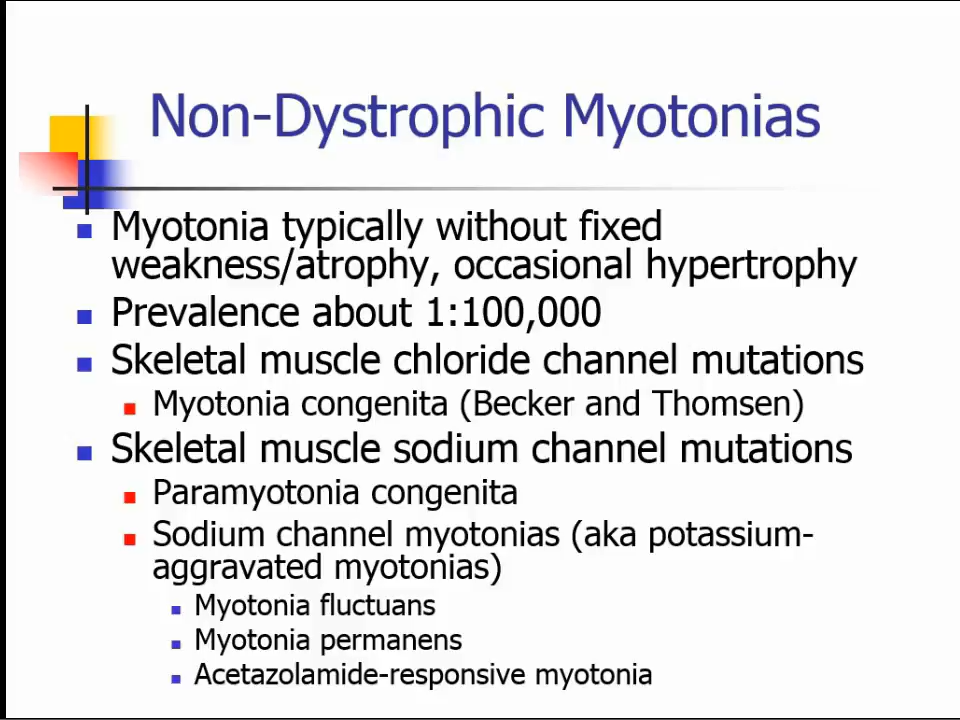 Non-Dystrophic Myotonias
Myotonia typically without fixed
weakness/atrophy, occasional hypertrophy
Prevalence about 1:100,000
Skeletal muscle chloride channel mutations
Myotonia congenita (Becker and Thomsen)
Skeletal muscle sodium channel mutations
Paramyotonia congenita
Sodium channel myotonias (aka potassium-
aggravated myotonias)
Myotonia fluctuans
Myotonia permanens
Acetazolamide-responsive myotonia